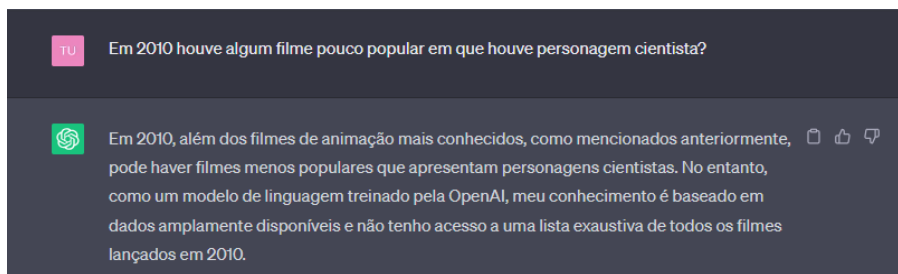 TU
Em 2010 houve algum filme pouco popular em que houve personagem cientista?
Em 2010, além dos filmes de animação mais conhecidos, como mencionados anteriormente,
pode haver filmes menos populares que apresentam personagens cientistas. No entanto,
como um modelo de linguagem treinado pela OpenAI, meu conhecimento é baseado em
dados amplamente disponíveis e não tenho acesso a uma lista exaustiva de todos os filmes
lançados em 2010.